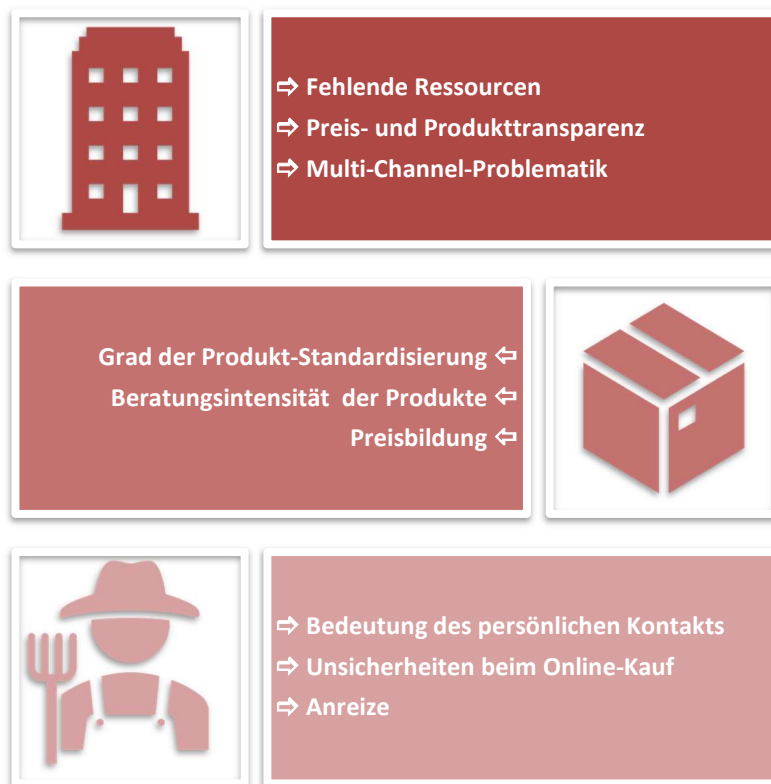 ⇨ Fehlende Ressourcen
⇨ Preis- und Produkttransparenz
⇨ Multi-Channel-Problematik
Grad der Produkt-Standardisierung ⇦
Beratungsintensität  der Produkte ⇦
Preisbildung ⇦
⇨ Bedeutung des persönlichen Kontakts
⇨ Unsicherheiten beim Online-Kauf
⇨ Anreize